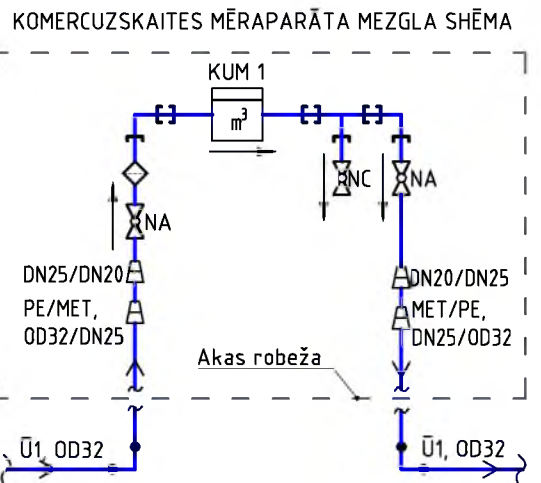 KOMERCUZSKAITES MĒRAPARĀTA MEZGLA SHĒMA
KUM 1
m³
NC
NA
NA
DN25/DN20
DN20/DN25
PE/MET,
OD32/DN25
MET/PE,
DN25/OD32
Akas robeža
Ū1, OD32
Ū1, OD32